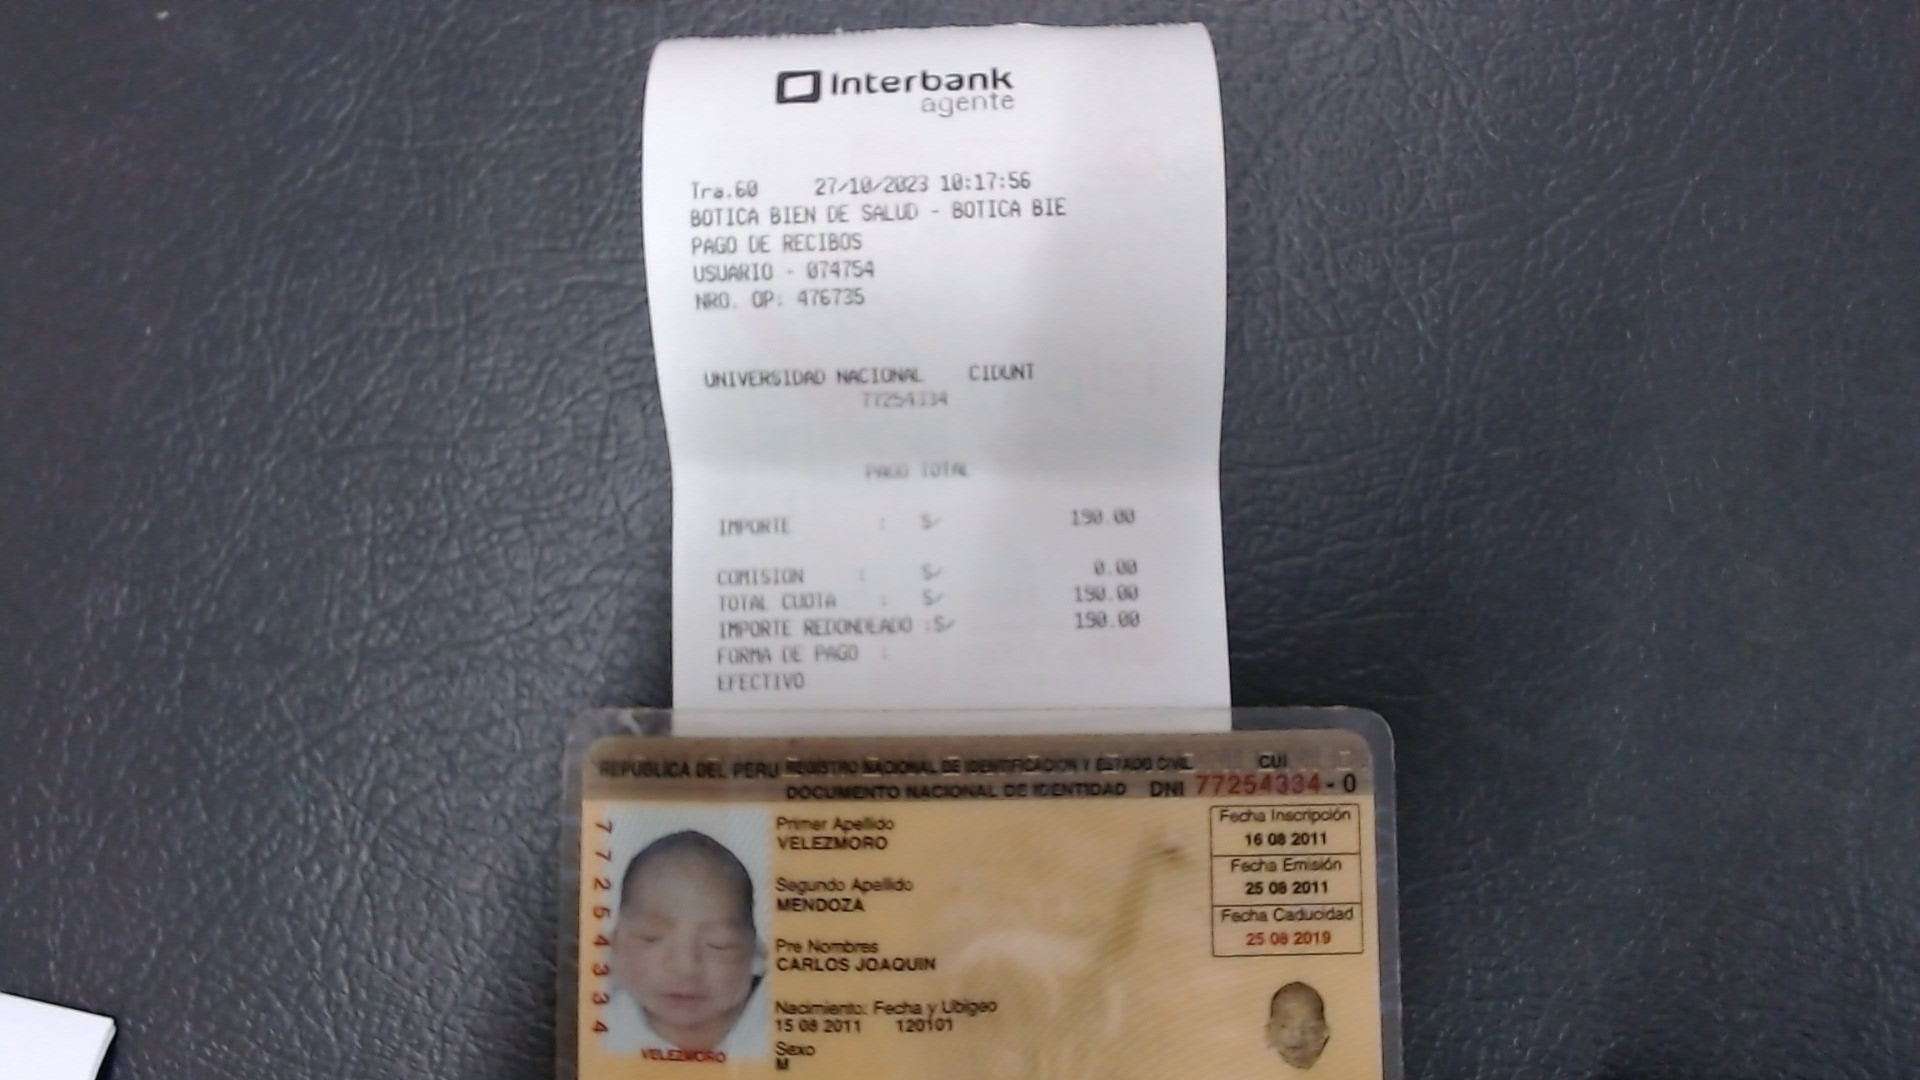 Interbank
agente
Tra.60 27/10/2023 10:17:56
BOTICA BIEN DE SALUD - BOTICA BIE
PAGO DE RECIBOS
USUARIO - 074754
NRO. OP: 476735
UNIVERSIDAD NACIONAL CIDUNT
77254334
PAGO TOTAL
IMPORTE : S/ 190.00
COMISION : S/ 0.00
TOTAL CUOTA : S/ 190.00
IMPORTE REDONDEADO :S/ 190.00
FORMA DE PAGO :
EFECTIVO
REPUBLICA DEL PERU REGISTRO NACIONAL DE IDENTIFICACION Y ESTADO CIVIL CUI
DOCUMENTO NACIONAL DE IDENTIDAD DNI 77254334 - 0
77254334
Primer Apellido
VELEZMORO
Segundo Apellido
MENDOZA
Pre Nombres
CARLOS JOAQUIN
Nacimiento: Fecha y Ubigeo
15 08 2011 120101
Sexo
M
VELEZMORO
Fecha Inscripción
16 08 2011
Fecha Emisión
25 08 2011
Fecha Caducidad
25 08 2019